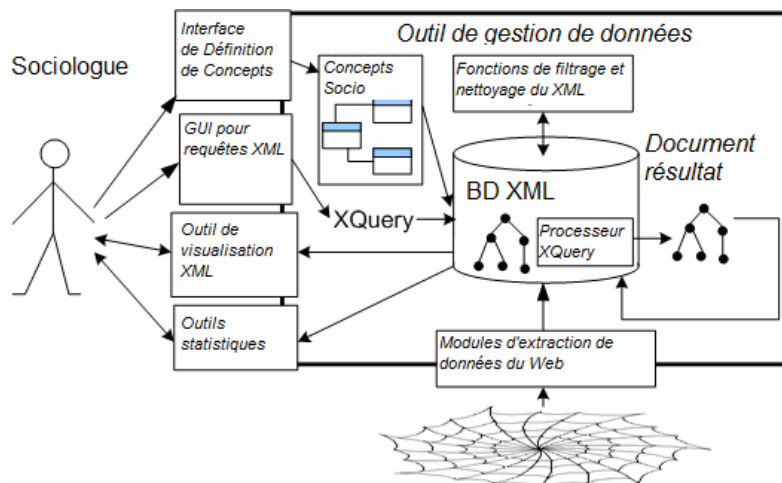 Outil de gestion de données
Sociologue
Interface
de Définition
de Concepts
Concepts
Socio
Fonctions de filtrage et
nettoyage du XML
GUI pour
requêtes XML
Document
résultat
BD XML
XQuery
Processeur
XQuery
Outil de
visualisation
XML
Outils
statistiques
Modules d'extraction de
données du Web